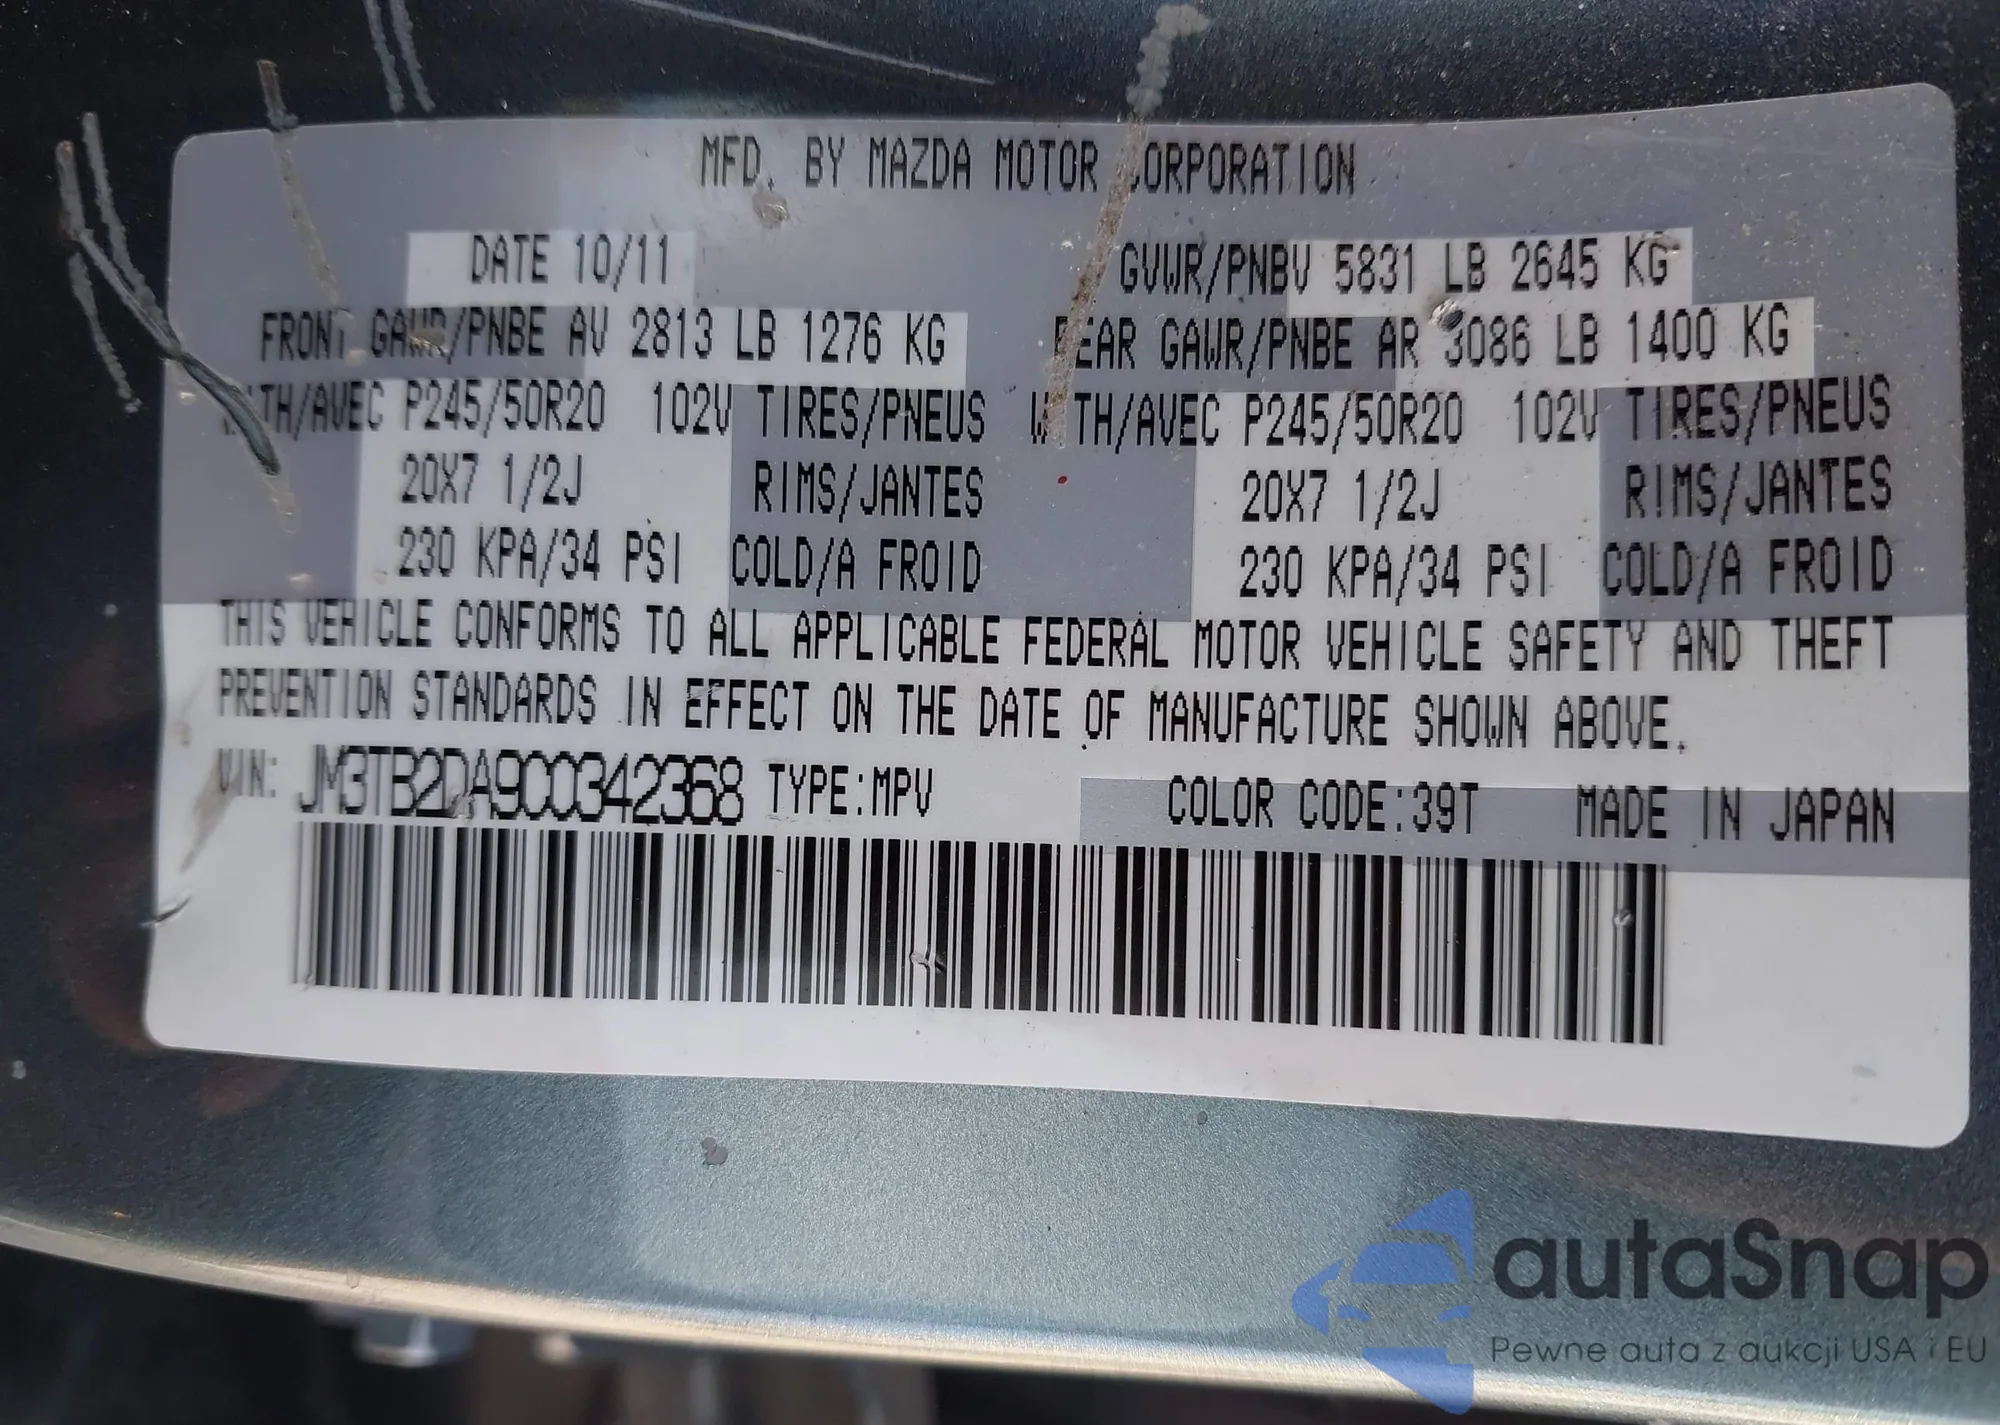 MFD. BY MAZDA MOTOR CORPORATION
DATE 10/11 GVWR/PNBV 5831 LB 2645 KG
FRONT GAWR/PNBE AV 2813 LB 1276 KG REAR GAWR/PNBE AR 3086 LB 1400 KG
WITH/AVEC P245/50R20 102V TIRES/PNEUS WITH/AVEC P245/50R20 102V TIRES/PNEUS
20X7 1/2J RIMS/JANTES 20X7 1/2J RIMS/JANTES
230 KPA/34 PSI COLD/A FROID 230 KPA/34 PSI COLD/A FROID
THIS VEHICLE CONFORMS TO ALL APPLICABLE FEDERAL MOTOR VEHICLE SAFETY AND THEFT
PREVENTION STANDARDS IN EFFECT ON THE DATE OF MANUFACTURE SHOWN ABOVE.
VIN: JM3TB2DA9C0342368 TYPE:MPV COLOR CODE:39T MADE IN JAPAN
autaSnap
Pewne auta z aukcji USA i EU